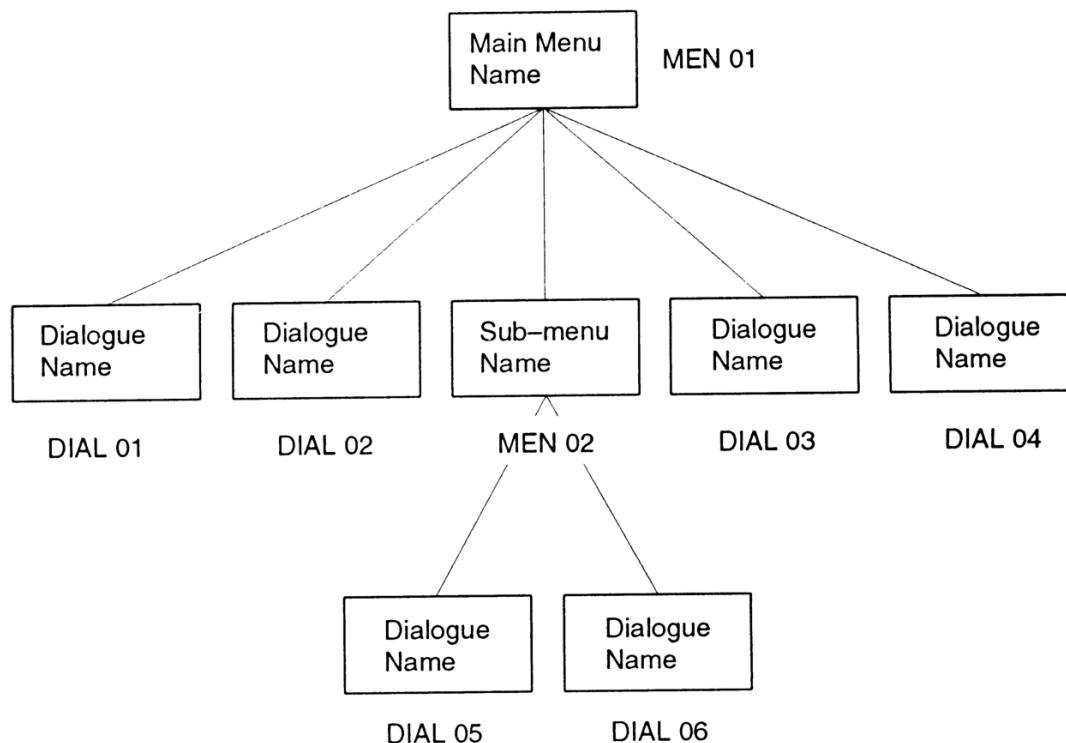 Main Menu
Name
MEN 01
Dialogue
Name
Dialogue
Name
Sub–menu
Name
Dialogue
Name
Dialogue
Name
DIAL 01
DIAL 02
MEN 02
DIAL 03
DIAL 04
Dialogue
Name
Dialogue
Name
DIAL 05
DIAL 06